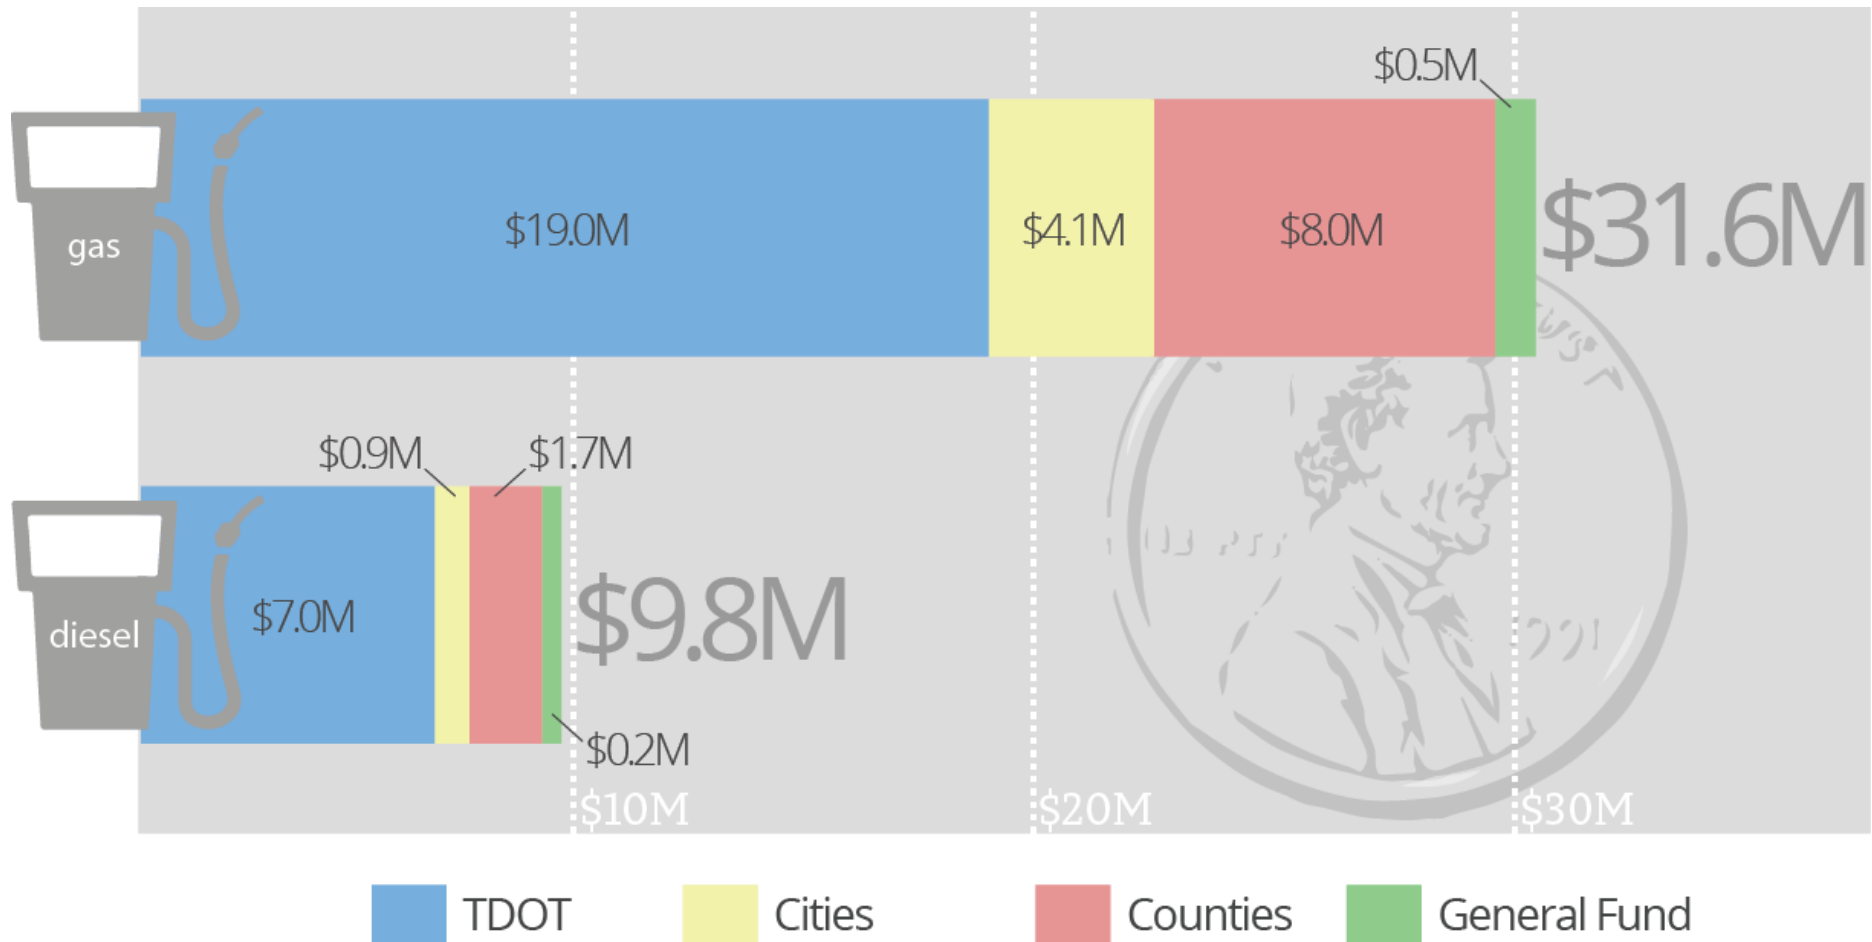 $0.5M
gas
$19.0M
$4.1M
$8.0M
$31.6M
$0.9M
$1.7M
diesel
$7.0M
$9.8M
$0.2M
$10M
$20M
$30M
TDOT
Cities
Counties
General Fund